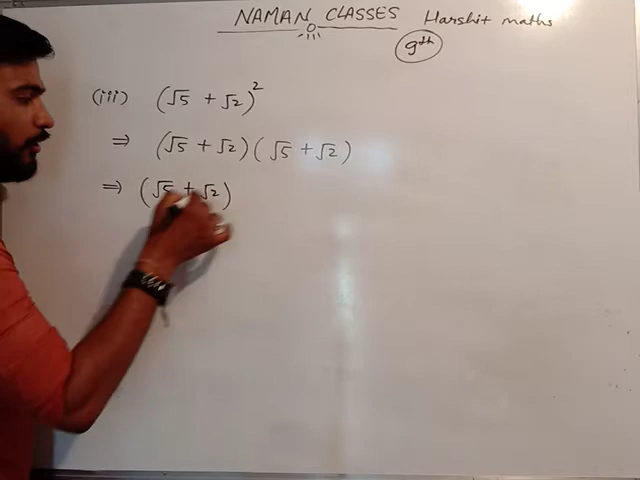 NAMAN CLASSES Harshit maths
9th
(iii) (√5 + √2)²
⇒ (√5 + √2) (√5 + √2)
⇒ (√5 + √2)